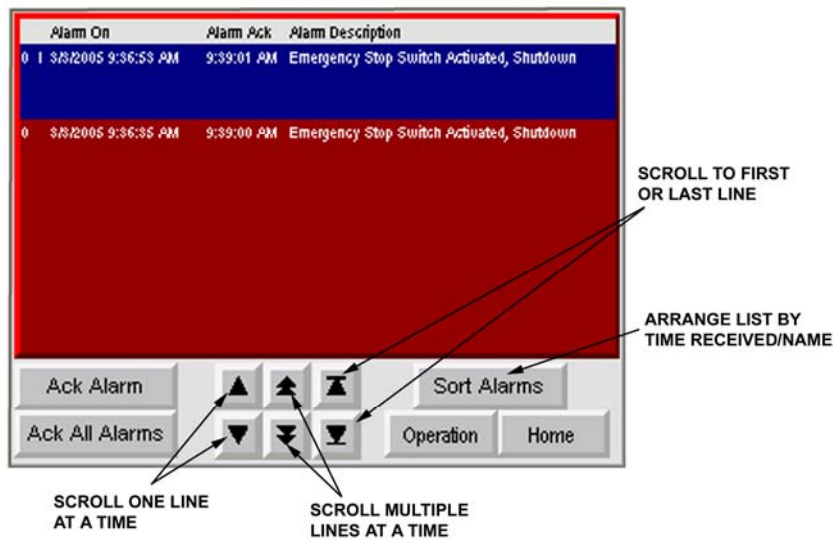 Alarm On Alarm Ack Alarm Description
0 I 3/3/2005 9:36:53 AM 9:39:01 AM Emergency Stop Switch Activated, Shutdown
0 3/3/2005 9:36:35 AM 9:39:00 AM Emergency Stop Switch Activated, Shutdown
SCROLL TO FIRST
OR LAST LINE
ARRANGE LIST BY
TIME RECEIVED/NAME
Ack Alarm Sort Alarms
Ack All Alarms Operation Home
SCROLL ONE LINE
AT A TIME
SCROLL MULTIPLE
LINES AT A TIME